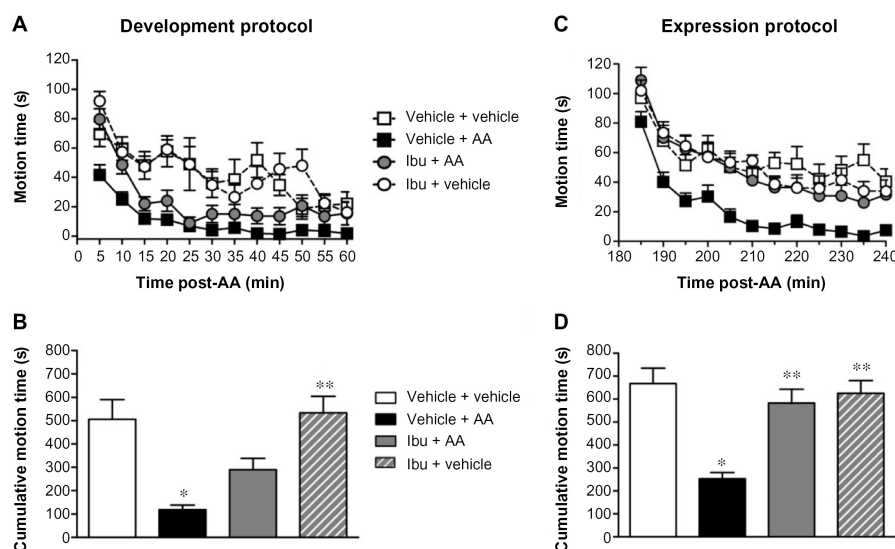 A
Development protocol
Motion time (s)
120
100
80
60
40
20
0
0 5 10 15 20 25 30 35 40 45 50 55 60
Time post-AA (min)
Vehicle + vehicle
Vehicle + AA
Ibu + AA
Ibu + vehicle
C
Expression protocol
Motion time (s)
120
100
80
60
40
20
0
180 190 200 210 220 230 240
Time post-AA (min)
B
Cumulative motion time (s)
800
700
600
500
400
300
200
100
0
*
**
Vehicle + vehicle
Vehicle + AA
Ibu + AA
Ibu + vehicle
D
Cumulative motion time (s)
800
700
600
500
400
300
200
100
0
*
**
**